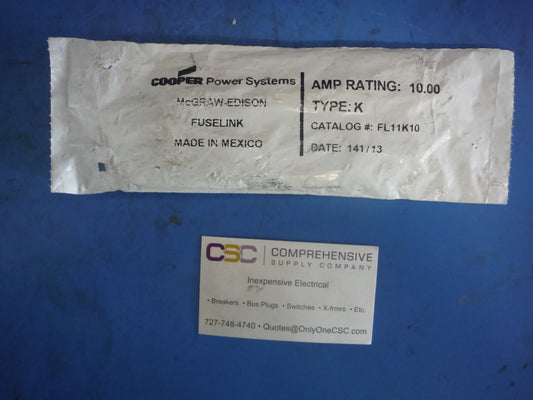 COOPER Power Systems
McGRAW-EDISON
FUSELINK
MADE IN MEXICO
AMP RATING: 10.00
TYPE: K
CATALOG #: FL11K10
DATE: 141/13
CSC | COMPREHENSIVE
SUPPLY COMPANY
Inexpensive Electrical
• Breakers • Bus Plugs • Switches • X-frmrs • Etc.
727-748-4740 • Quotes@OnlyOneCSC.com